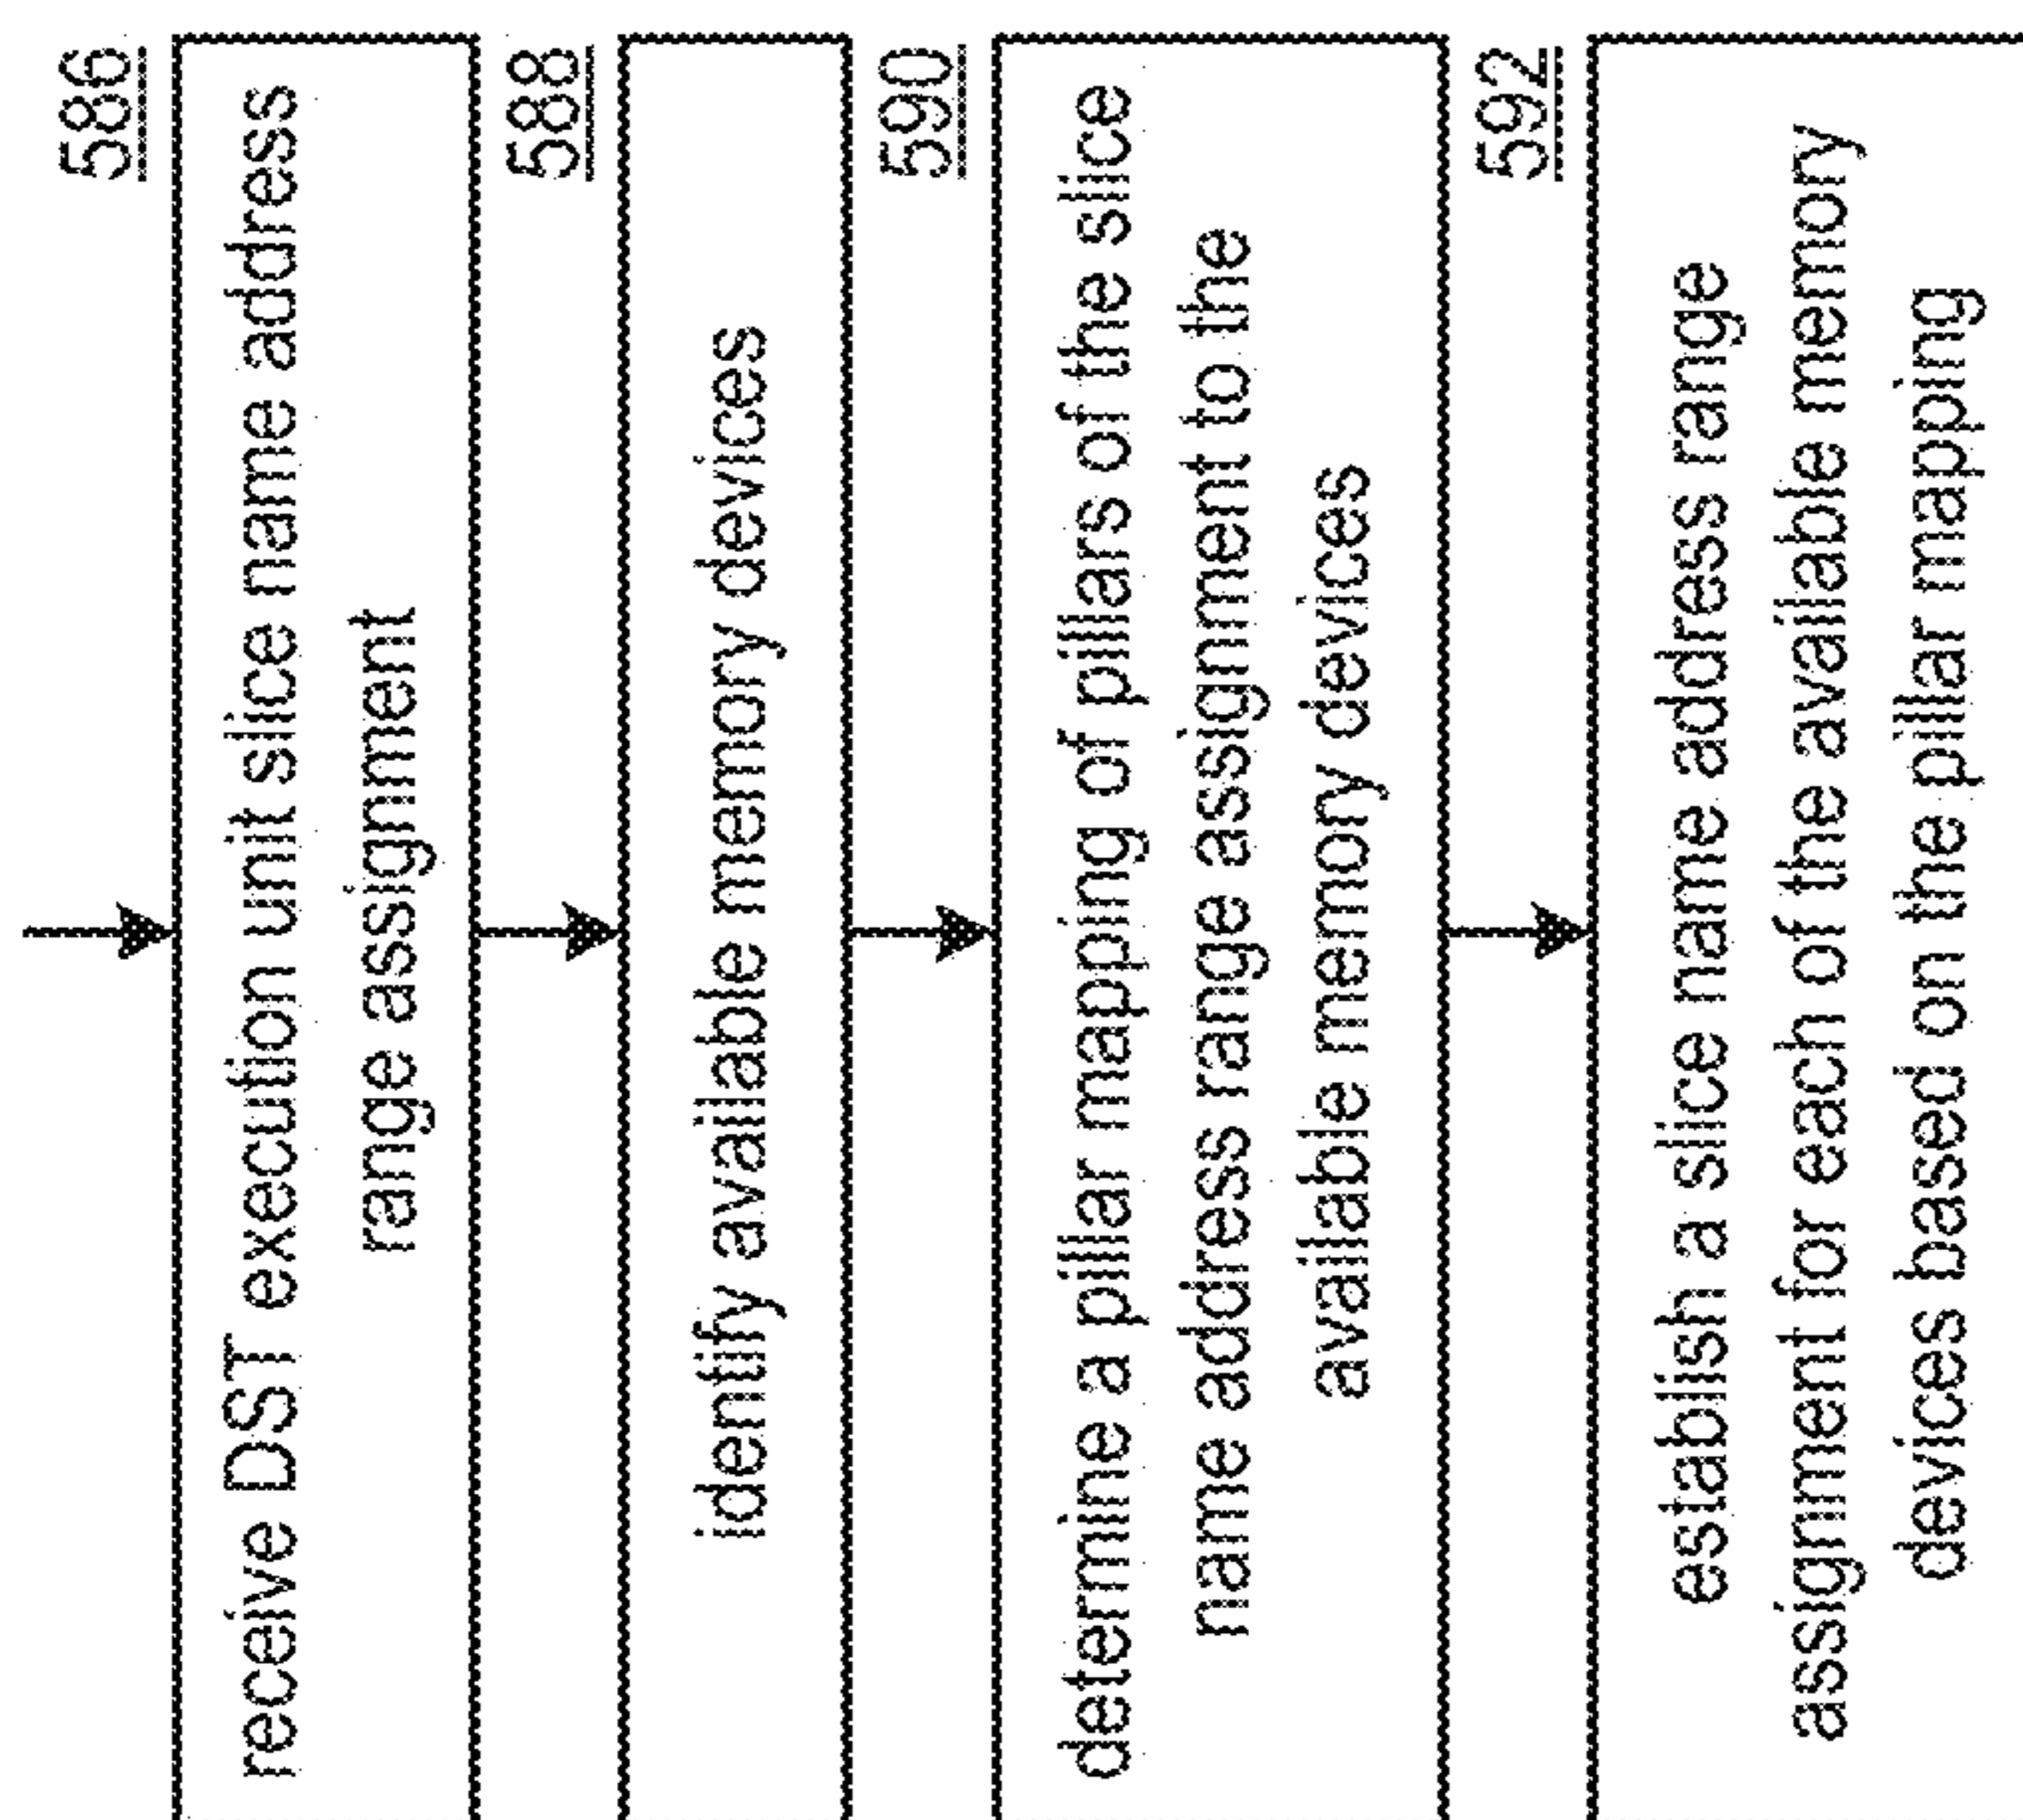 586
receive DST execution unit slice name address
range assignment
588
identify available memory devices
590
determine a pillar mapping of pillars of the slice
name address range assignment to the
available memory devices
592
establish a slice name address range
assignment for each of the available memory
devices based on the pillar mapping